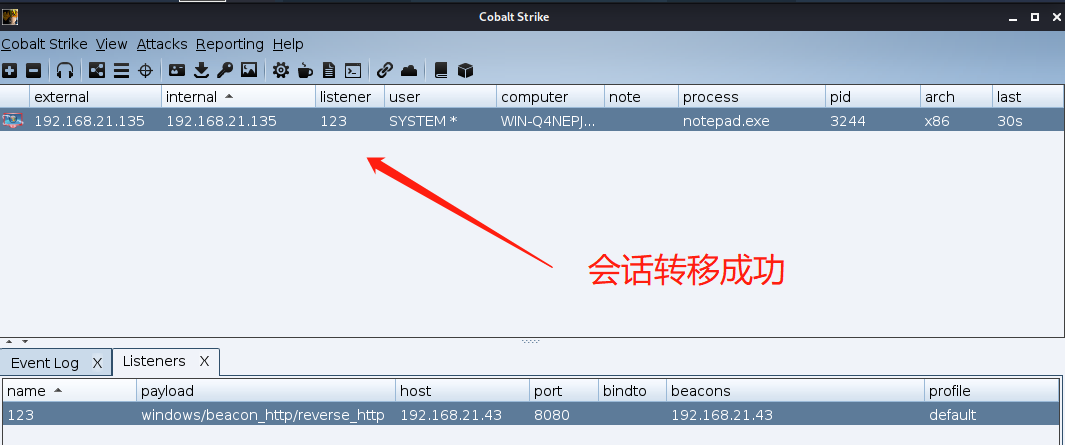 Cobalt Strike
Cobalt Strike View Attacks Reporting Help
external internal listener user computer note process pid arch last
192.168.21.135 192.168.21.135 123 SYSTEM * WIN-Q4NEPJ... notepad.exe 3244 x86 30s
会话转移成功
Event Log X Listeners X
name payload host port bindto beacons profile
123 windows/beacon_http/reverse_http 192.168.21.43 8080 192.168.21.43 default